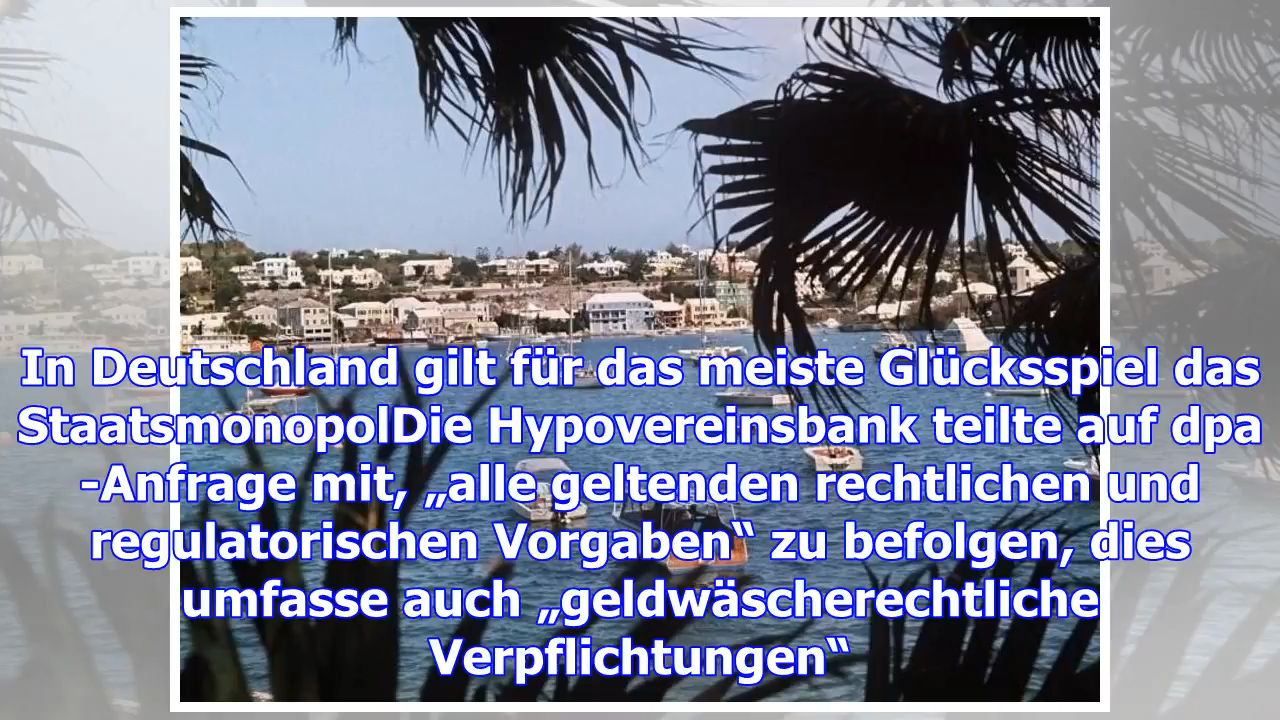 In Deutschland gilt für das meiste Glücksspiel das
StaatsmonopolDie Hypovereinsbank teilte auf dpa
-Anfrage mit, „alle geltenden rechtlichen und
regulatorischen Vorgaben“ zu befolgen, dies
umfasse auch „geldwäscherechtliche
Verpflichtungen“